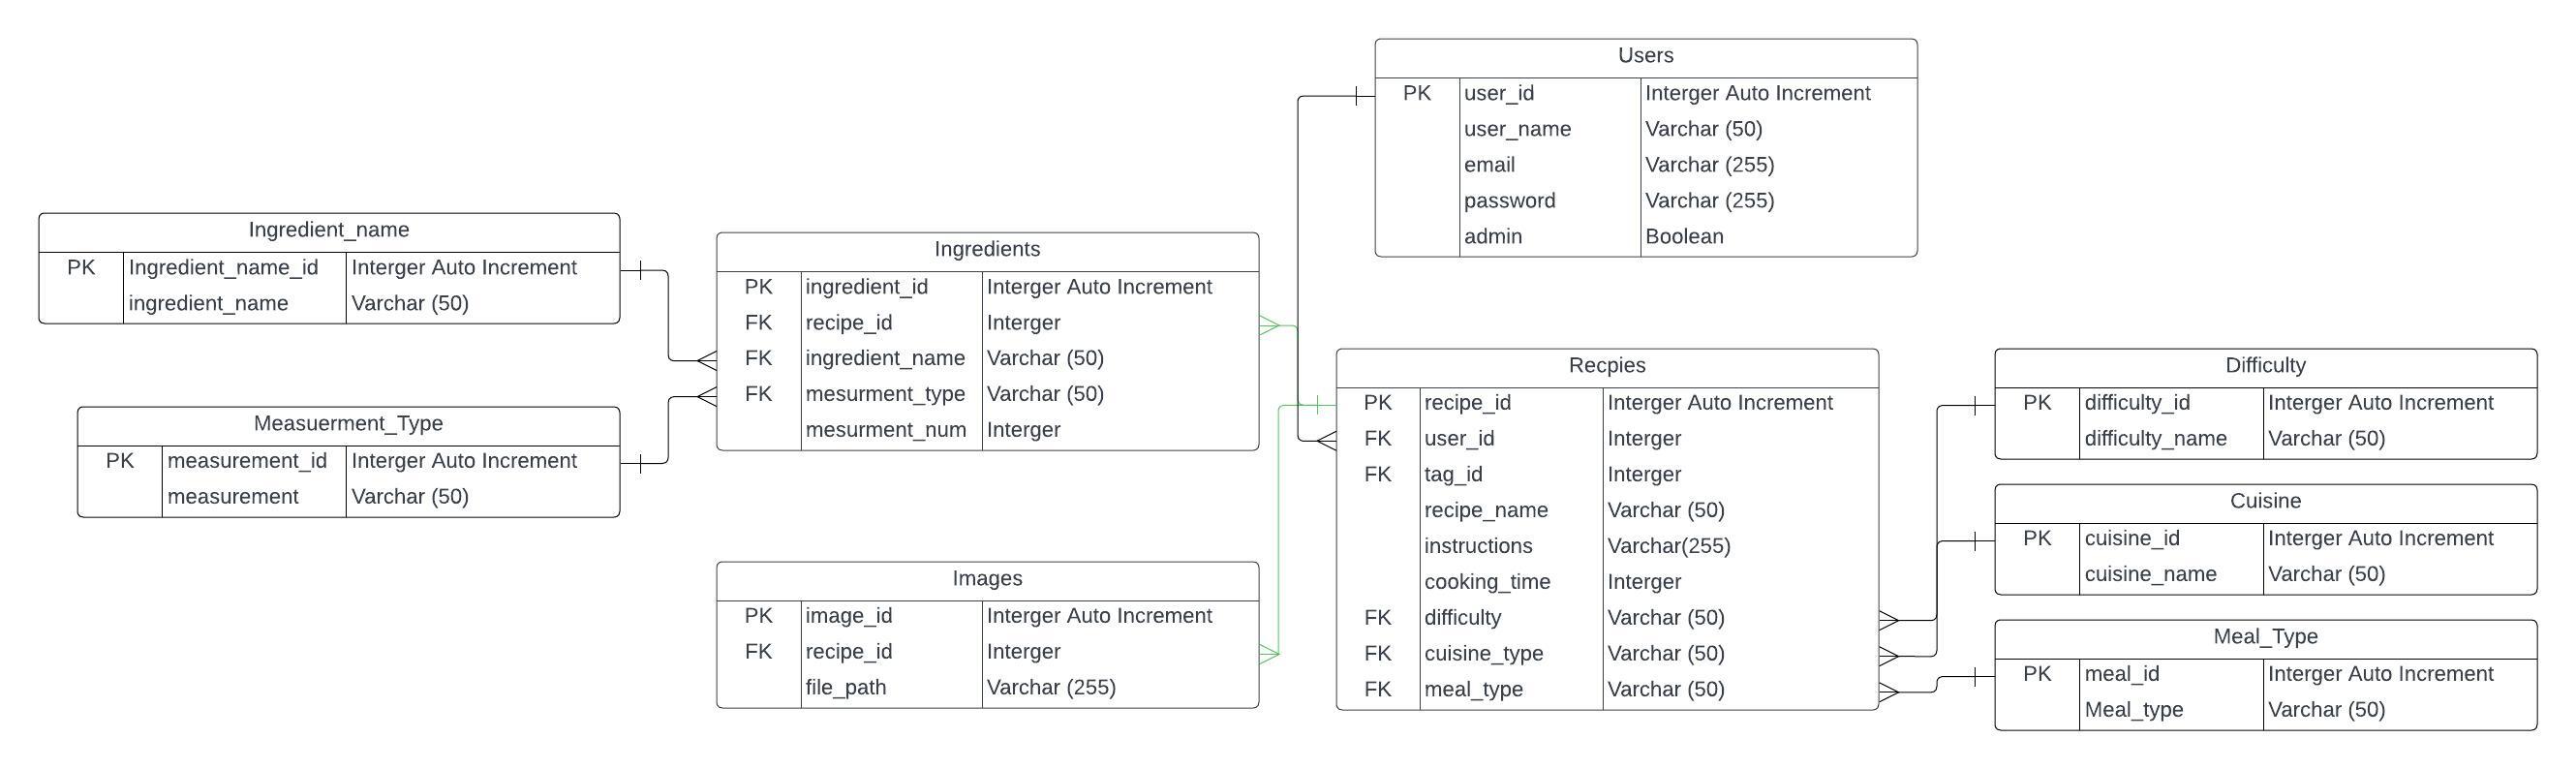 Users
PK user_id Interger Auto Increment
user_name Varchar (50)
email Varchar (255)
password Varchar (255)
admin Boolean
Ingredient_name
PK Ingredient_name_id Interger Auto Increment
ingredient_name Varchar (50)
Ingredients
PK ingredient_id Interger Auto Increment
FK recipe_id Interger
FK ingredient_name Varchar (50)
FK mesurment_type Varchar (50)
mesurment_num Interger
Measuerment_Type
PK measurement_id Interger Auto Increment
measurement Varchar (50)
Images
PK image_id Interger Auto Increment
FK recipe_id Interger
file_path Varchar (255)
Recpies
PK recipe_id Interger Auto Increment
FK user_id Interger
FK tag_id Interger
recipe_name Varchar (50)
instructions Varchar(255)
cooking_time Interger
FK difficulty Varchar (50)
FK cuisine_type Varchar (50)
FK meal_type Varchar (50)
Difficulty
PK difficulty_id Interger Auto Increment
difficulty_name Varchar (50)
Cuisine
PK cuisine_id Interger Auto Increment
cuisine_name Varchar (50)
Meal_Type
PK meal_id Interger Auto Increment
Meal_type Varchar (50)